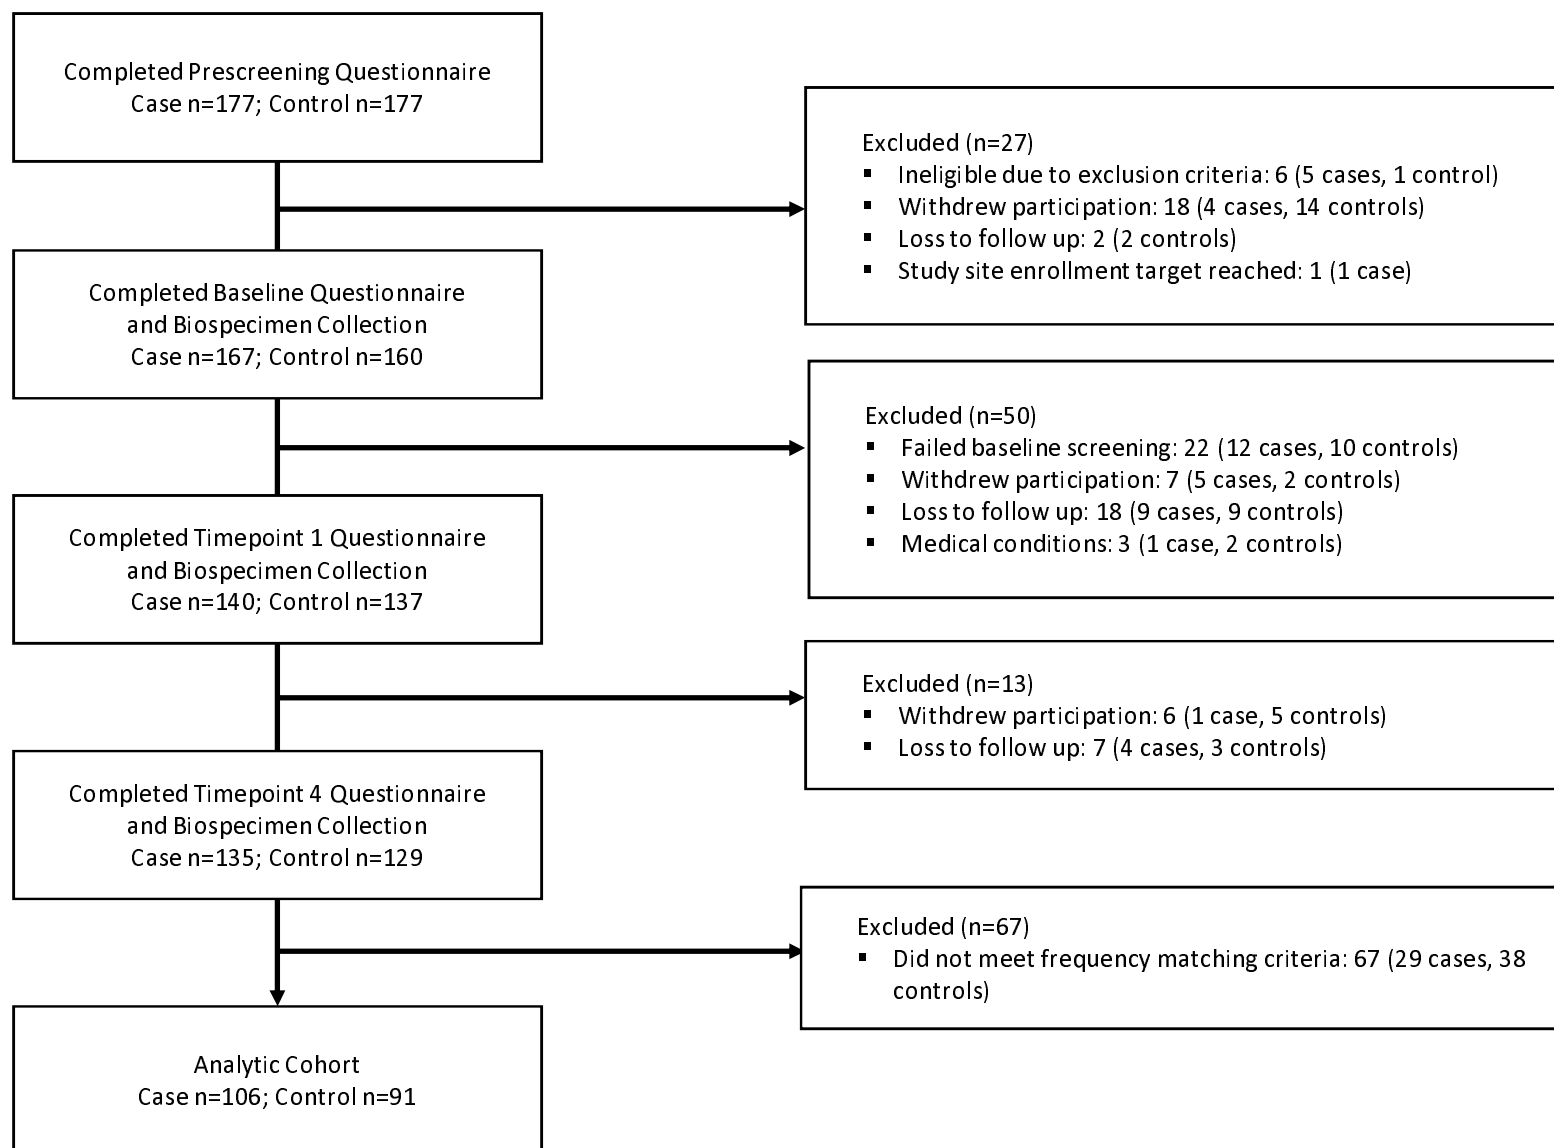 Completed Prescreening Questionnaire
Case n=177; Control n=177
Excluded (n=27)
▪ Ineligible due to exclusion criteria: 6 (5 cases, 1 control)
▪ Withdrew participation: 18 (4 cases, 14 controls)
▪ Loss to follow up: 2 (2 controls)
▪ Study site enrollment target reached: 1 (1 case)
Completed Baseline Questionnaire
and Biospecimen Collection
Case n=167; Control n=160
Excluded (n=50)
▪ Failed baseline screening: 22 (12 cases, 10 controls)
▪ Withdrew participation: 7 (5 cases, 2 controls)
▪ Loss to follow up: 18 (9 cases, 9 controls)
▪ Medical conditions: 3 (1 case, 2 controls)
Completed Timepoint 1 Questionnaire
and Biospecimen Collection
Case n=140; Control n=137
Excluded (n=13)
▪ Withdrew participation: 6 (1 case, 5 controls)
▪ Loss to follow up: 7 (4 cases, 3 controls)
Completed Timepoint 4 Questionnaire
and Biospecimen Collection
Case n=135; Control n=129
Excluded (n=67)
▪ Did not meet frequency matching criteria: 67 (29 cases, 38
controls)
Analytic Cohort
Case n=106; Control n=91